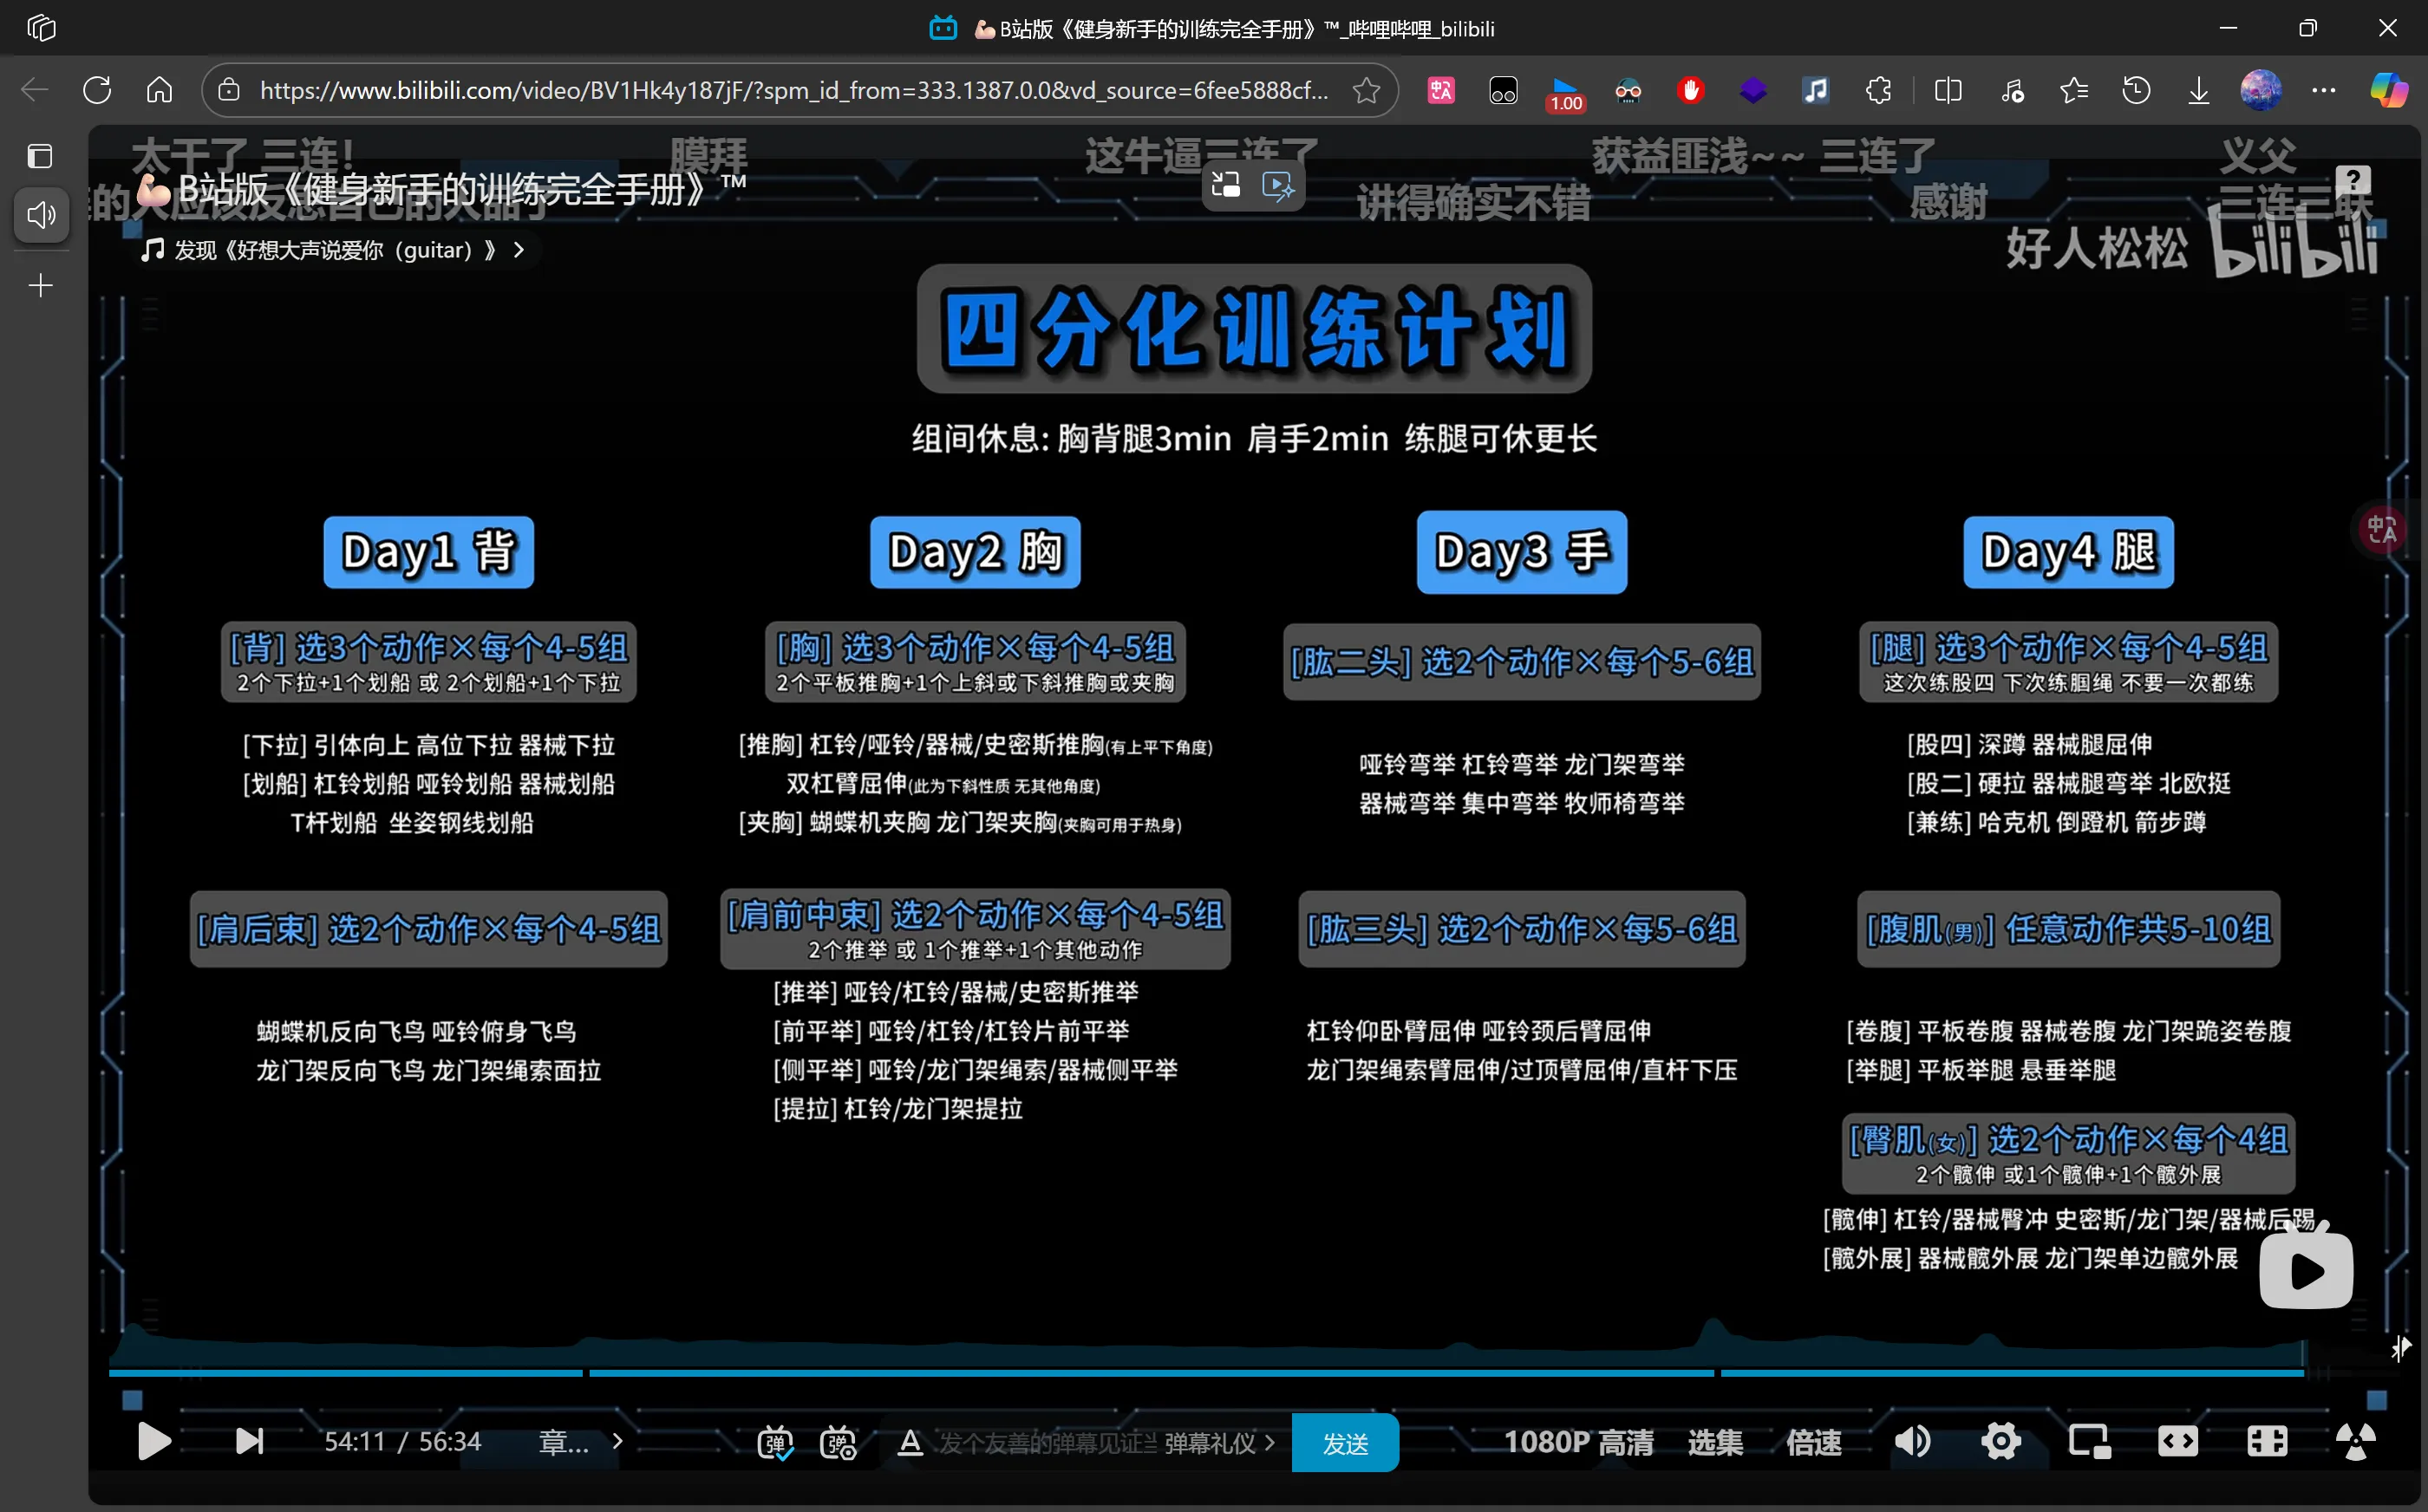 💪🏻B站版《健身新手的训练完全手册》™_哔哩哔哩_bilibili
https://www.bilibili.com/video/BV1Hk4y187jF/?spm_id_from=333.1387.0.0&vd_source=6fee5888cf...
1.00
太干了 三连!
膜拜
这牛逼三连了
获益匪浅~~ 三连了
义父
💪🏻B站版《健身新手的训练完全手册》™
讲得确实不错
感谢
三连三联
发现《好想大声说爱你（guitar）》 >
好人松松 bilibili
四分化训练计划
组间休息: 胸背腿3min 肩手2min 练腿可休更长
Day1 背
[背] 选3个动作×每个4-5组
2个下拉+1个划船 或 2个划船+1个下拉
[下拉] 引体向上 高位下拉 器械下拉
[划船] 杠铃划船 哑铃划船 器械划船
T杆划船 坐姿钢线划船
[肩后束] 选2个动作×每个4-5组
蝴蝶机反向飞鸟 哑铃俯身飞鸟
龙门架反向飞鸟 龙门架绳索面拉
Day2 胸
[胸] 选3个动作×每个4-5组
2个平板推胸+1个上斜或下斜推胸或夹胸
[推胸] 杠铃/哑铃/器械/史密斯推胸(有上平下角度)
双杠臂屈伸(此为下斜性质 无其他角度)
[夹胸] 蝴蝶机夹胸 龙门架夹胸(夹胸可用于热身)
[肩前中束] 选2个动作×每个4-5组
2个推举 或 1个推举+1个其他动作
[推举] 哑铃/杠铃/器械/史密斯推举
[前平举] 哑铃/杠铃/杠铃片前平举
[侧平举] 哑铃/龙门架绳索/器械侧平举
[提拉] 杠铃/龙门架提拉
Day3 手
[肱二头] 选2个动作×每个5-6组
哑铃弯举 杠铃弯举 龙门架弯举
器械弯举 集中弯举 牧师椅弯举
[肱三头] 选2个动作×每5-6组
杠铃仰卧臂屈伸 哑铃颈后臂屈伸
龙门架绳索臂屈伸/过顶臂屈伸/直杆下压
Day4 腿
[腿] 选3个动作×每个4-5组
这次练股四 下次练腘绳 不要一次都练
[股四] 深蹲 器械腿屈伸
[股二] 硬拉 器械腿弯举 北欧挺
[兼练] 哈克机 倒蹬机 箭步蹲
[腹肌(男)] 任意动作共5-10组
[卷腹] 平板卷腹 器械卷腹 龙门架跪姿卷腹
[举腿] 平板举腿 悬垂举腿
[臀肌(女)] 选2个动作×每个4组
2个髋伸 或1个髋伸+1个髋外展
[髋伸] 杠铃/器械臀冲 史密斯/龙门架/器械后踢
[髋外展] 器械髋外展 龙门架单边髋外展
54:11 / 56:34 章... > 发个友善的弹幕见证当 弹幕礼仪 > 发送 1080P 高清 选集 倍速